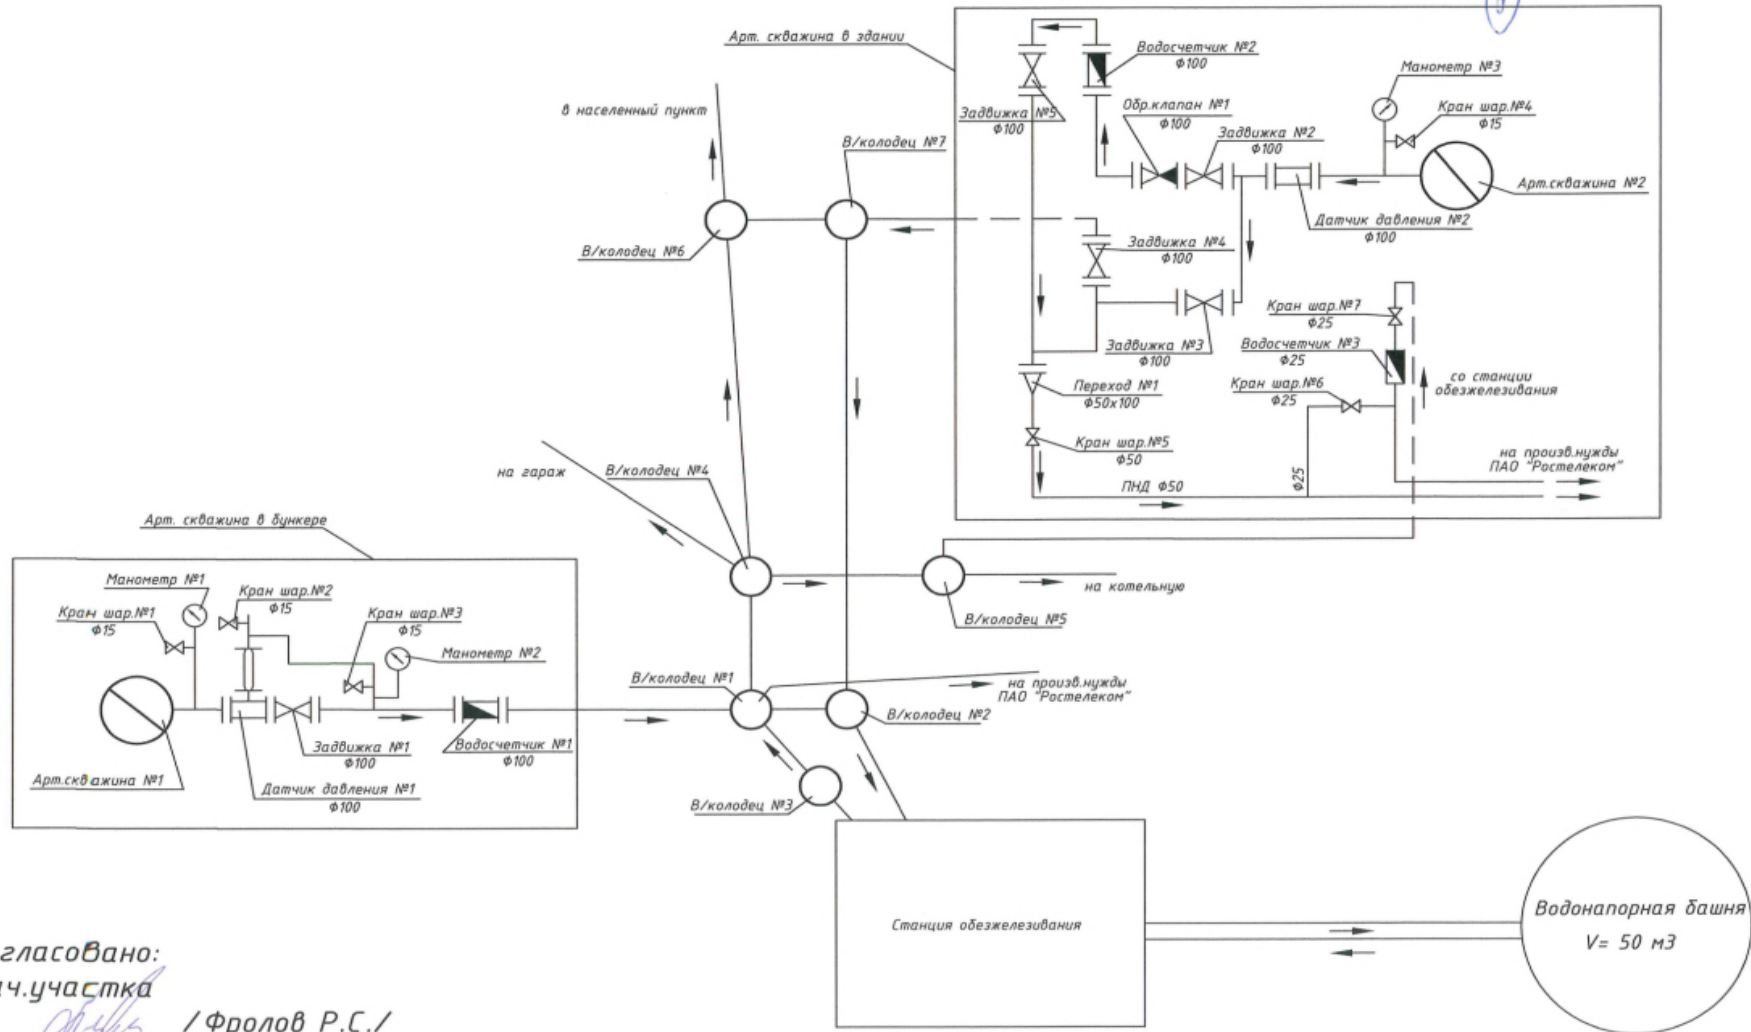 Арт. скважина в здании
Водосчетчик №2
Ф100
Манометр №3
в населенный пункт
Задвижка №5
Ф100
Обр.клапан №1
Ф100
Кран шар.№4
Ф15
Задвижка №2
Ф100
В/колодец №7
Арт.скважина №2
Датчик давления №2
Ф100
В/колодец №6
Задвижка №4
Ф100
Кран шар.№7
Ф25
Задвижка №3
Ф100
Водосчетчик №3
Ф25
Переход №1
Ф50х100
Кран шар.№6
Ф25
со станции
обезжелезивания
Кран шар.№5
Ф50
на гараж
В/колодец №4
на произв.нужды
ПАО "Ростелеком"
ПНД Ф50
Ф25
Арт. скважина в бункере
Манометр №1
Кран шар.№2
Ф15
Кран шар.№1
Ф15
Кран шар.№3
Ф15
на котельную
В/колодец №5
Манометр №2
В/колодец №1
на произв.нужды
ПАО "Ростелеком"
В/колодец №2
Задвижка №1
Ф100
Водосчетчик №1
Ф100
Арт.скважина №1
Датчик давления №1
Ф100
В/колодец №3
Станция обезжелезивания
Водонапорная башня
V= 50 м3
гласовано:
ч.участка
/Фролов Р.С./